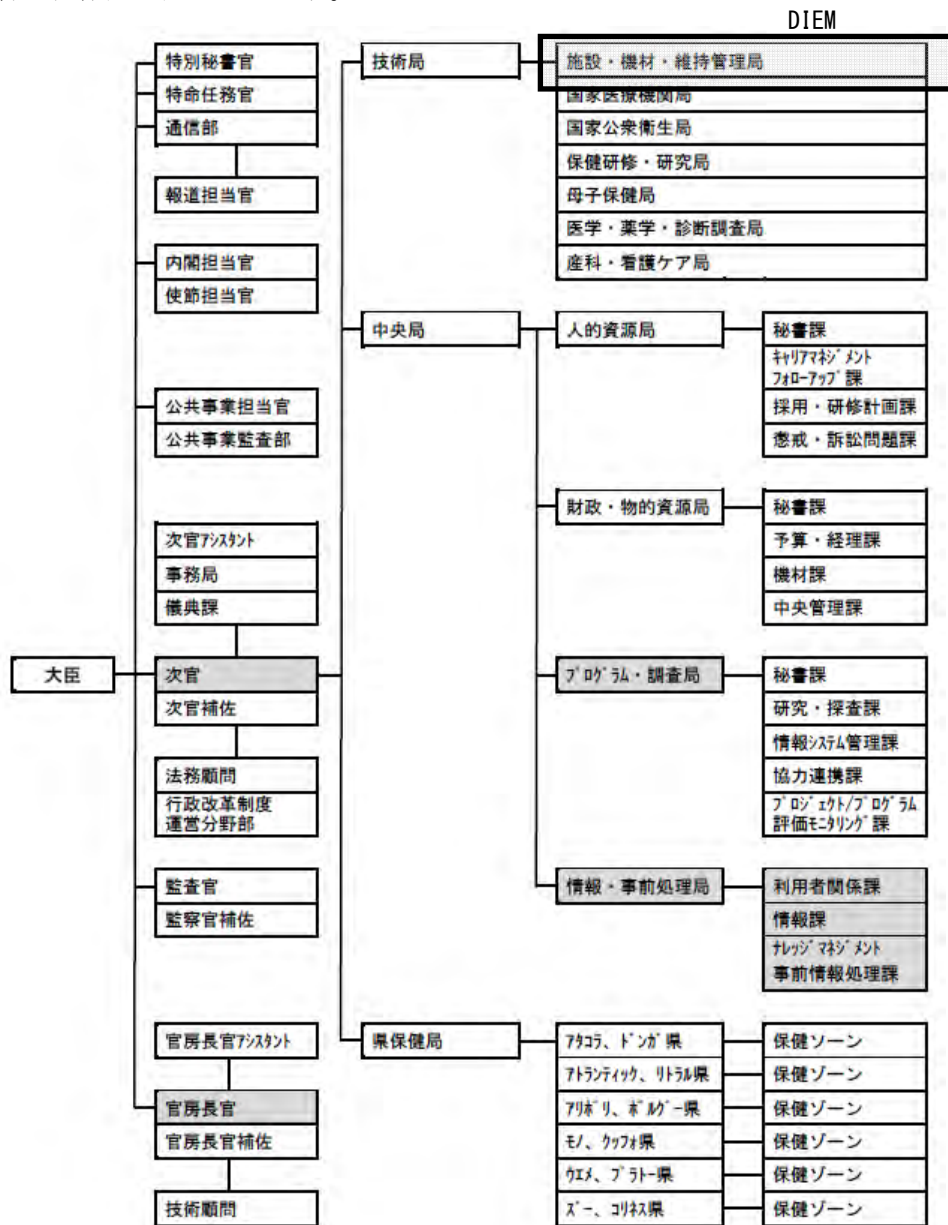 DIEM
特別秘書官
特命任務官
通信部
報道担当官
内閣担当官
使節担当官
公共事業担当官
公共事業監査部
次官ｱｼｽﾀﾝﾄ
事務局
儀典課
大臣
次官
次官補佐
法務顧問
行政改革制度
運営分野部
監査官
監察官補佐
官房長官ｱｼｽﾀﾝﾄ
官房長官
官房長官補佐
技術顧問
技術局
施設・機材・維持管理局
国家医療機関局
国家公衆衛生局
保健研修・研究局
母子保健局
医学・薬学・診断調査局
産科・看護ケア局
中央局
人的資源局
秘書課
ｷｬﾘｱﾏﾈｼﾞﾒﾝﾄ
ﾌｫﾛｰｱｯﾌﾟ課
採用・研修計画課
懲戒・訴訟問題課
財政・物的資源局
秘書課
予算・経理課
機材課
中央管理課
ﾌﾟﾛｸﾞﾗﾑ・調査局
秘書課
研究・探査課
情報ｼｽﾃﾑ管理課
協力連携課
ﾌﾟﾛｼﾞｪｸﾄ/ﾌﾟﾛｸﾞﾗﾑ
評価ﾓﾆﾀﾘﾝｸﾞ課
情報・事前処理局
利用者関係課
情報課
ﾅﾚｯｼﾞﾏﾈｼﾞﾒﾝﾄ
事前情報処理課
県保健局
ｱﾀｺﾗ、ﾄﾞﾝｶﾞ県
保健ゾーン
ｱﾄﾗﾝﾃｨｯｸ、ﾘﾄﾗﾙ県
保健ゾーン
ｱﾘﾎﾞﾘ、ﾎﾞﾙｸﾞｰ県
保健ゾーン
ﾓﾉ、ｸｯﾌｫ県
保健ゾーン
ｳｴﾒ、ﾌﾟﾗﾄｰ県
保健ゾーン
ｽﾞｰ、ｺﾘﾈｽ県
保健ゾーン